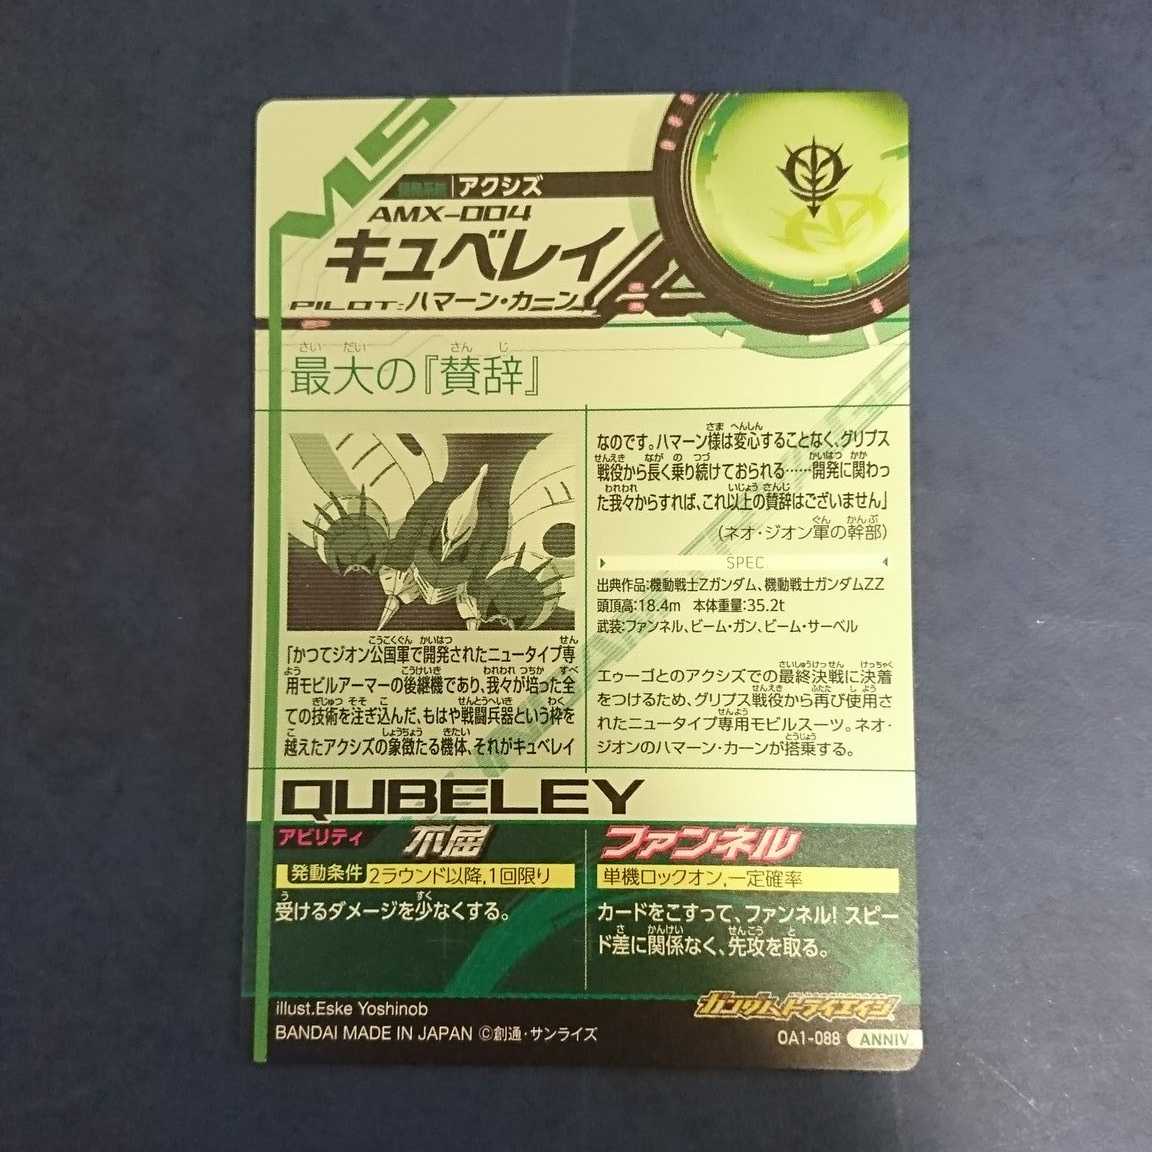 MS
アクシズ
AMX-004
キュベレイ
PILOT:ハマーン・カーン
最大の『賛辞』
「かつてジオン公国軍で開発されたニュータイプ専
用モビルアーマーの後継機であり、我々が培った全
ての技術を注ぎ込んだ、もはや戦闘兵器という枠を
越えたアクシズの象徴たる機体、それがキュベレイ
なのです。ハマーン様は変心することなく、グリプス
戦役から長く乗り続けておられる……開発に関わっ
た我々からすれば、これ以上の賛辞はございません」
(ネオ・ジオン軍の幹部)
SPEC
出典作品:機動戦士Zガンダム、機動戦士ガンダムZZ
頭頂高:18.4m 本体重量:35.2t
武装:ファンネル、ビーム・ガン、ビーム・サーベル
エゥーゴとのアクシズでの最終決戦に決着
をつけるため、グリプス戦役から再び使用さ
れたニュータイプ専用モビルスーツ。ネオ・
ジオンのハマーン・カーンが搭乗する。
QUBELEY
アビリティ 不屈
発動条件 2ラウンド以降,1回限り
受けるダメージを少なくする。
ファンネル
単機ロックオン,一定確率
カードをこすって、ファンネル! スピー
ド差に関係なく、先攻を取る。
illust.Eske Yoshinob
BANDAI MADE IN JAPAN ©創通・サンライズ
ガンダムトライエイジ
OA1-088 ANNIV.